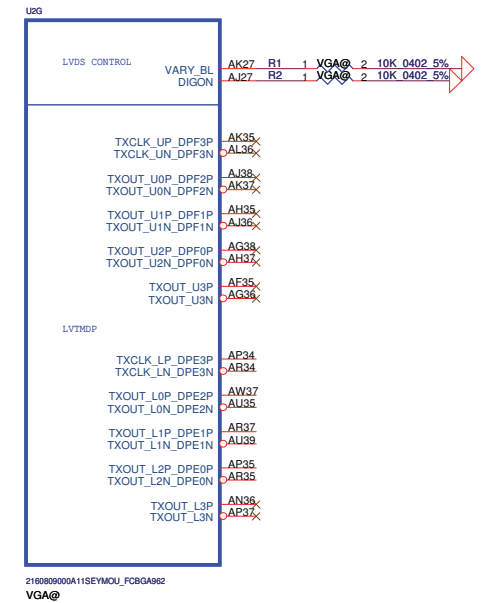 U2G
LVDS CONTROL
VARY_BL AK27 R1 1 VGA@ 2 10K_0402_5%
DIGON AJ27 R2 1 VGA@ 2 10K_0402_5%
TXCLK_UP_DPF3P AK35
TXCLK_UN_DPF3N AL36
TXOUT_U0P_DPF2P AJ38
TXOUT_U0N_DPF2N AK37
TXOUT_U1P_DPF1P AH35
TXOUT_U1N_DPF1N AJ36
TXOUT_U2P_DPF0P AG38
TXOUT_U2N_DPF0N AH37
TXOUT_U3P AF35
TXOUT_U3N AG36
LVTMDP
TXCLK_LP_DPE3P AP34
TXCLK_LN_DPE3N AR34
TXOUT_L0P_DPE2P AW37
TXOUT_L0N_DPE2N AU35
TXOUT_L1P_DPE1P AR37
TXOUT_L1N_DPE1N AU39
TXOUT_L2P_DPE0P AP35
TXOUT_L2N_DPE0N AR35
TXOUT_L3P AN36
TXOUT_L3N AP37
2160809000A11SEYMOU_FCBGA962
VGA@